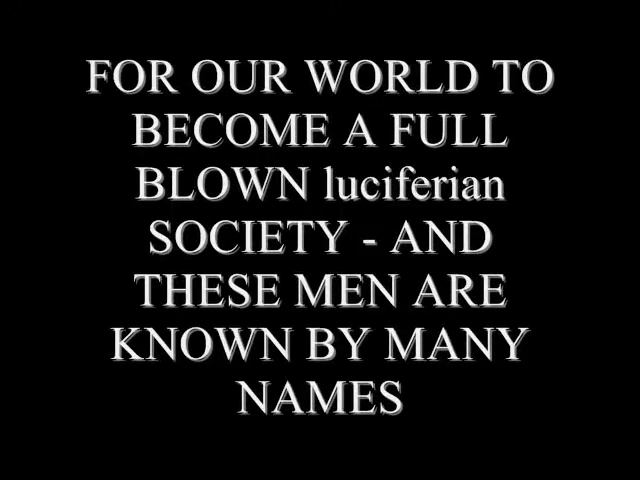 FOR OUR WORLD TO
BECOME A FULL
BLOWN luciferian
SOCIETY - AND
THESE MEN ARE
KNOWN BY MANY
NAMES